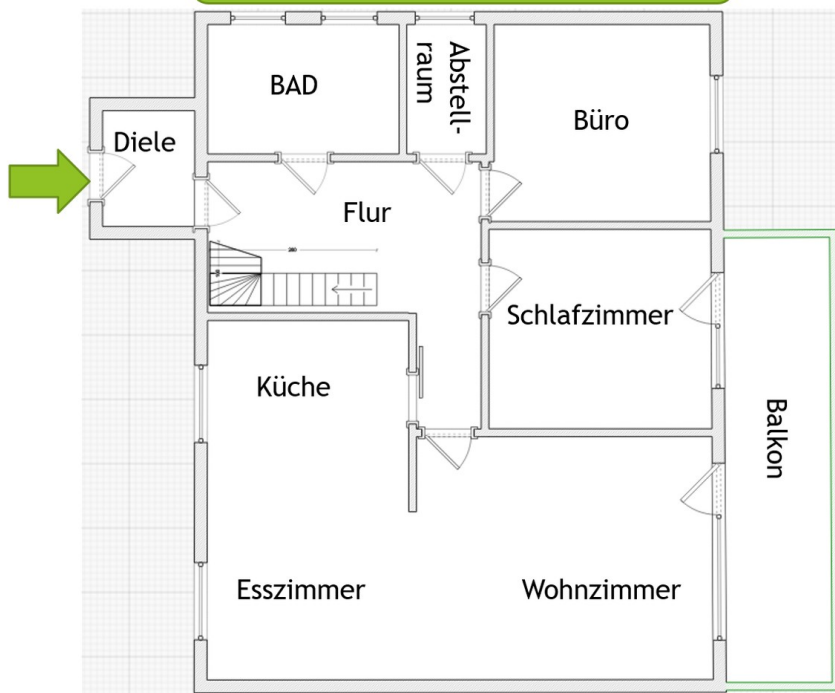 BAD
Abstell-
raum
Büro
Diele
Flur
Schlafzimmer
Küche
Balkon
Esszimmer
Wohnzimmer